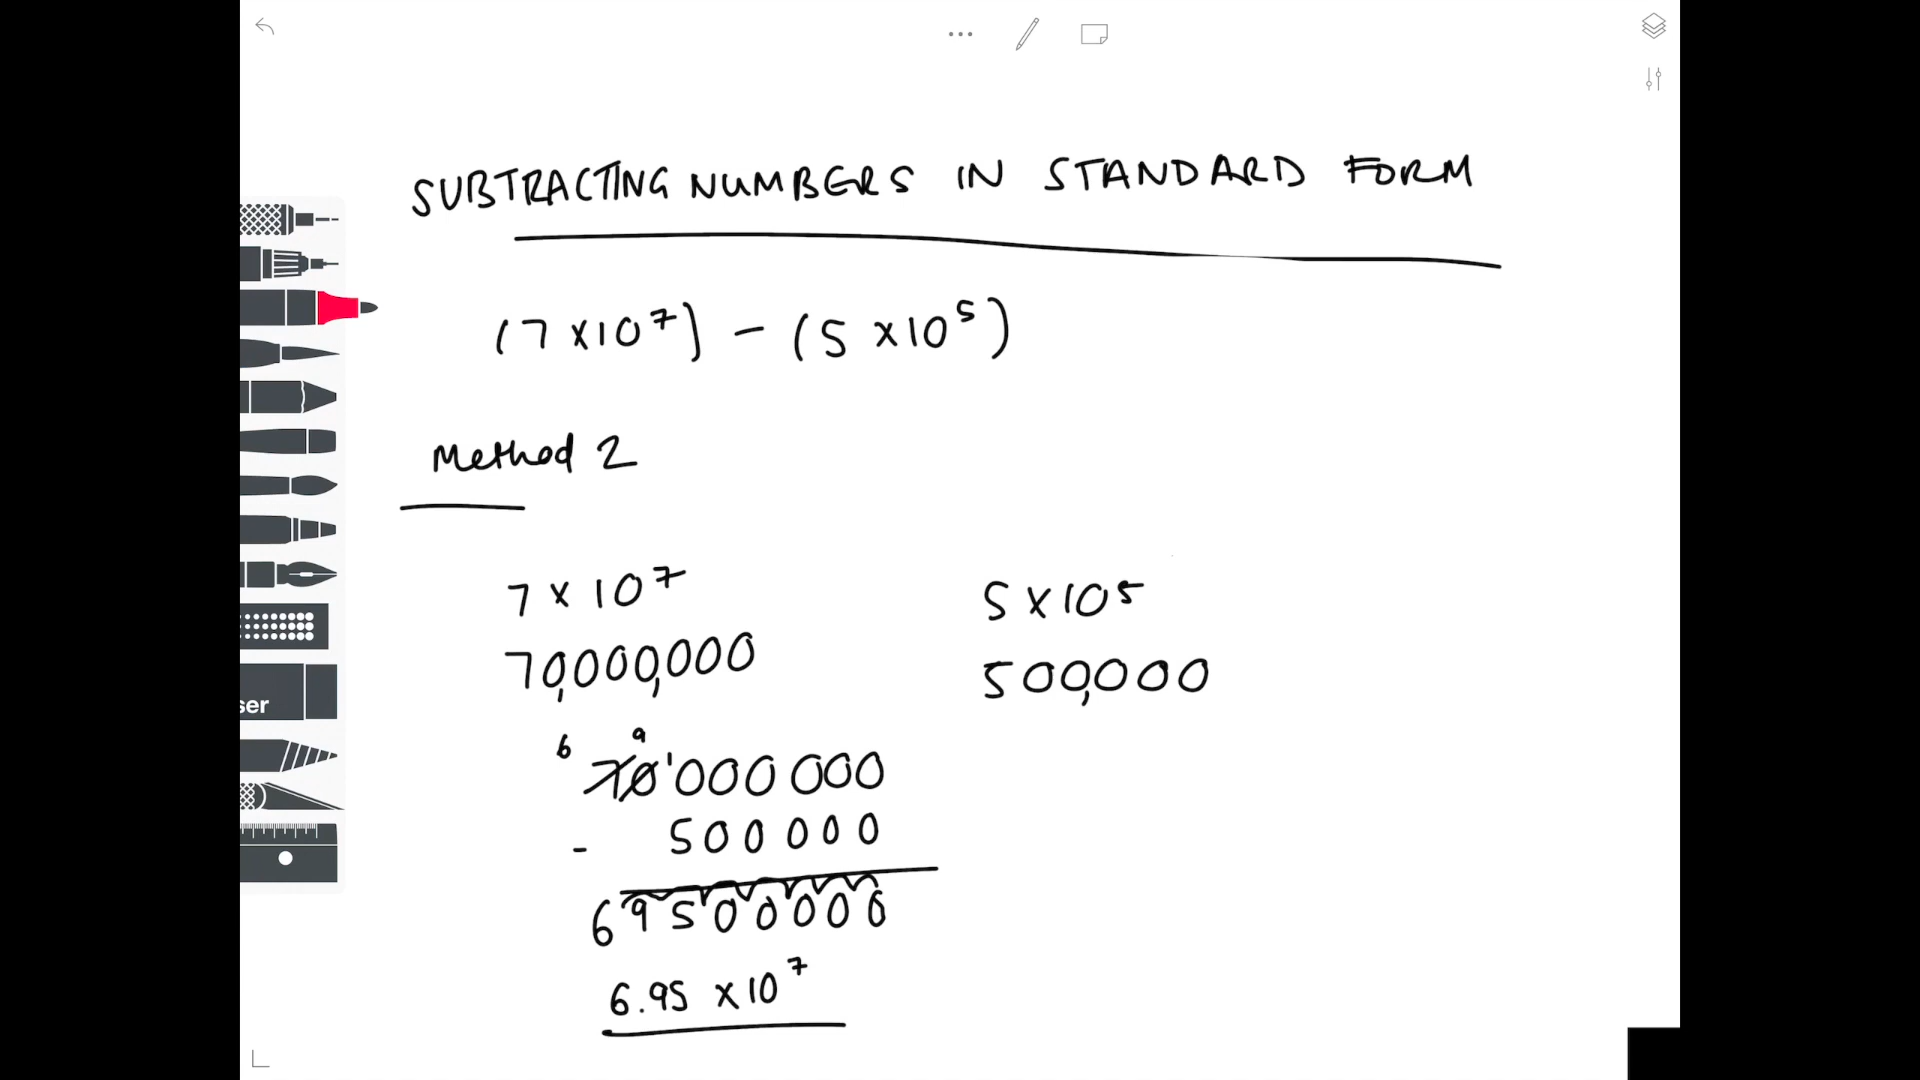 SUBTRACTING NUMBERS IN STANDARD FORM
(7 × 10⁷) - (5 × 10⁵)
Method 2
7 × 10⁷
5 × 10⁵
70,000,000
500,000
6 9
70'000 000
- 500 000
69500000
6.95 × 10⁷
ser